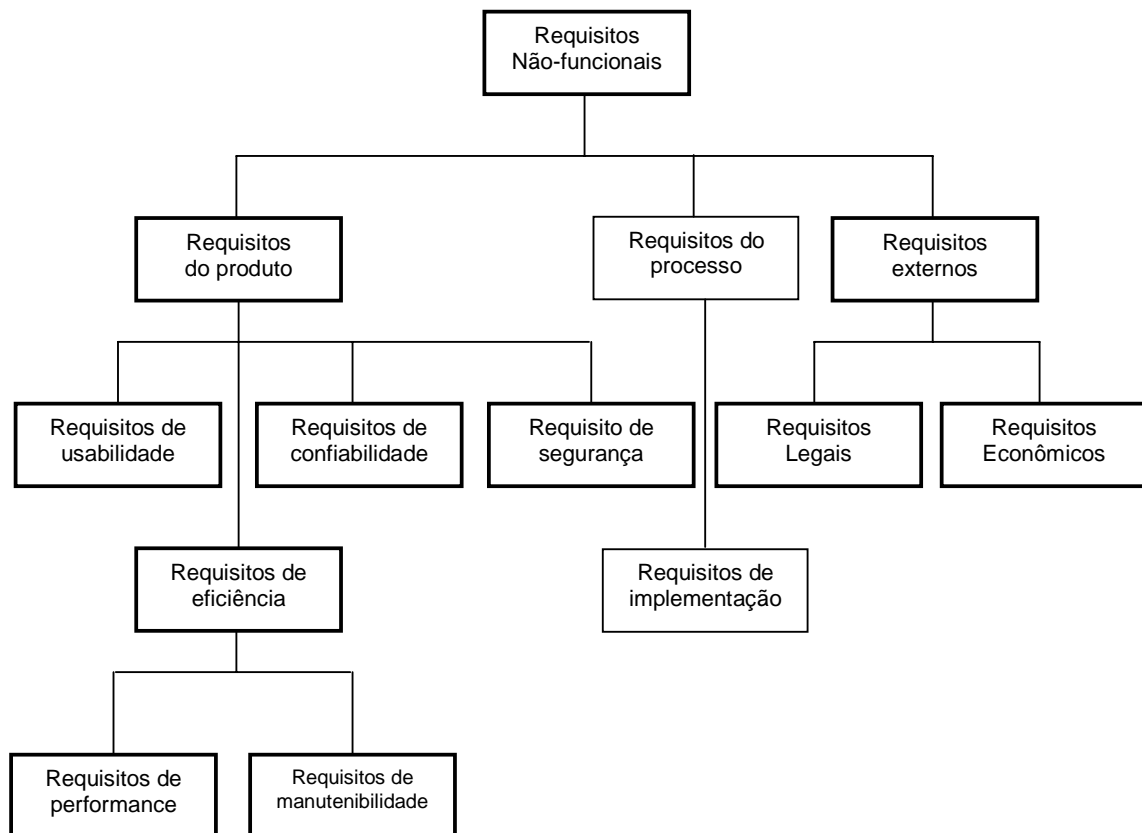 Requisitos
Não-funcionais
Requisitos
do produto
Requisitos do
processo
Requisitos
externos
Requisitos de
usabilidade
Requisitos de
confiabilidade
Requisito de
segurança
Requisitos
Legais
Requisitos
Econômicos
Requisitos de
eficiência
Requisitos de
implementação
Requisitos de
performance
Requisitos de
manutenibilidade